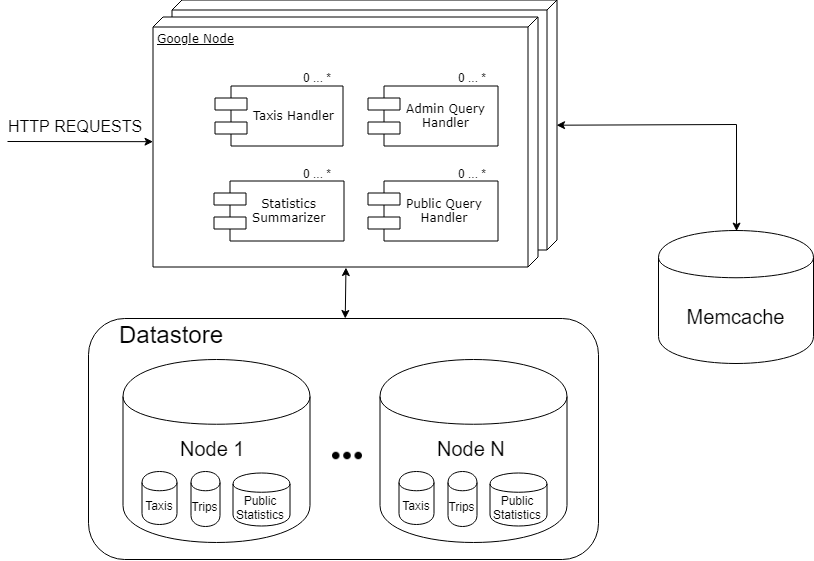 Google Node
0 ... *
0 ... *
Taxis Handler
Admin Query
Handler
HTTP REQUESTS
0 ... *
0 ... *
Statistics
Summarizer
Public Query
Handler
Memcache
Datastore
Node 1
Node N
Taxis
Trips
Public
Statistics
Taxis
Trips
Public
Statistics